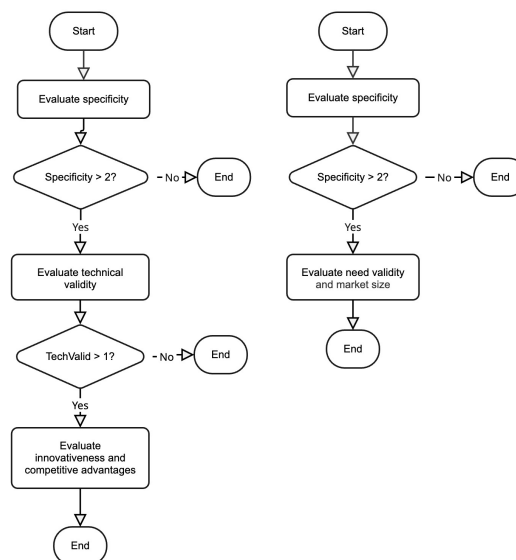 Start
Evaluate specificity
Specificity > 2?
No
End
Yes
Evaluate technical
validity
TechValid > 1?
No
End
Yes
Evaluate
innovativeness and
competitive advantages
End
Start
Evaluate specificity
Specificity > 2?
No
End
Yes
Evaluate need validity
and market size
End